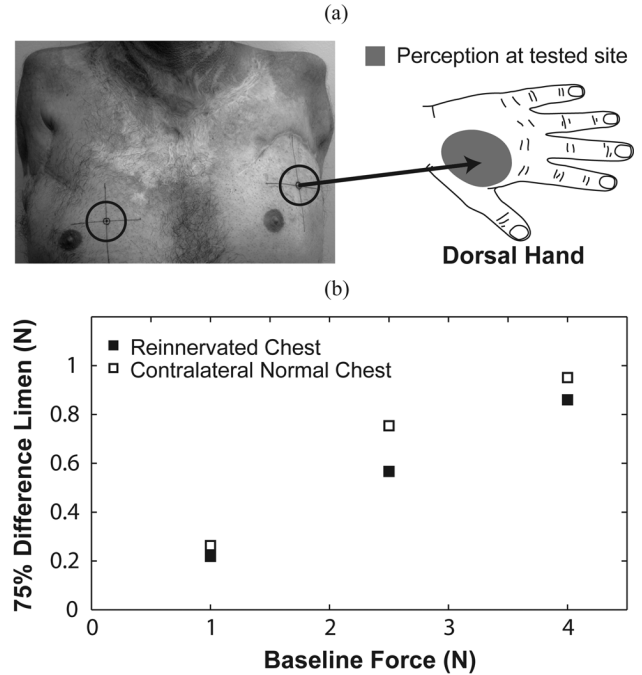 (a)
Perception at tested site
Dorsal Hand
(b)
Reinnervated Chest
Contralateral Normal Chest
75% Difference Limen (N)
1
0.8
0.6
0.4
0.2
0
0 1 2 3 4
Baseline Force (N)